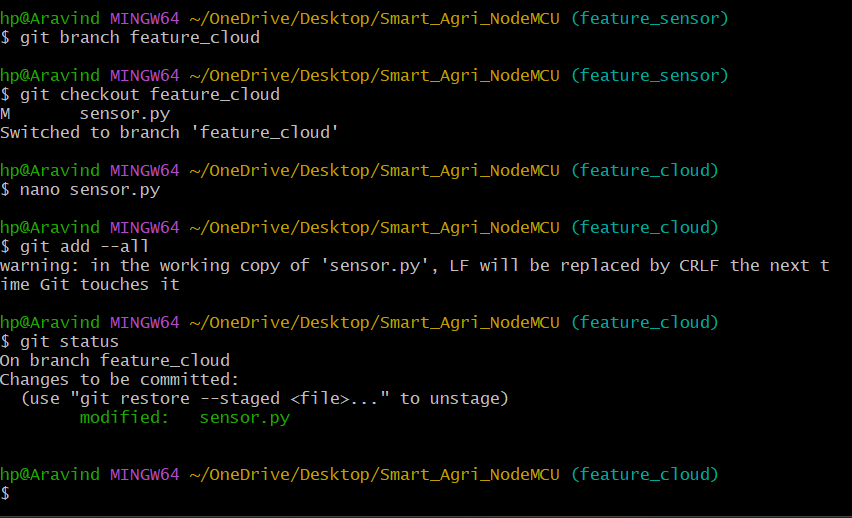 hp@Aravind MINGW64 ~/OneDrive/Desktop/Smart_Agri_NodeMCU (feature_sensor)
$ git branch feature_cloud
hp@Aravind MINGW64 ~/OneDrive/Desktop/Smart_Agri_NodeMCU (feature_sensor)
$ git checkout feature_cloud
M       sensor.py
Switched to branch 'feature_cloud'
hp@Aravind MINGW64 ~/OneDrive/Desktop/Smart_Agri_NodeMCU (feature_cloud)
$ nano sensor.py
hp@Aravind MINGW64 ~/OneDrive/Desktop/Smart_Agri_NodeMCU (feature_cloud)
$ git add --all
warning: in the working copy of 'sensor.py', LF will be replaced by CRLF the next t
ime Git touches it
hp@Aravind MINGW64 ~/OneDrive/Desktop/Smart_Agri_NodeMCU (feature_cloud)
$ git status
On branch feature_cloud
Changes to be committed:
  (use "git restore --staged <file>..." to unstage)
        modified:   sensor.py
hp@Aravind MINGW64 ~/OneDrive/Desktop/Smart_Agri_NodeMCU (feature_cloud)
$